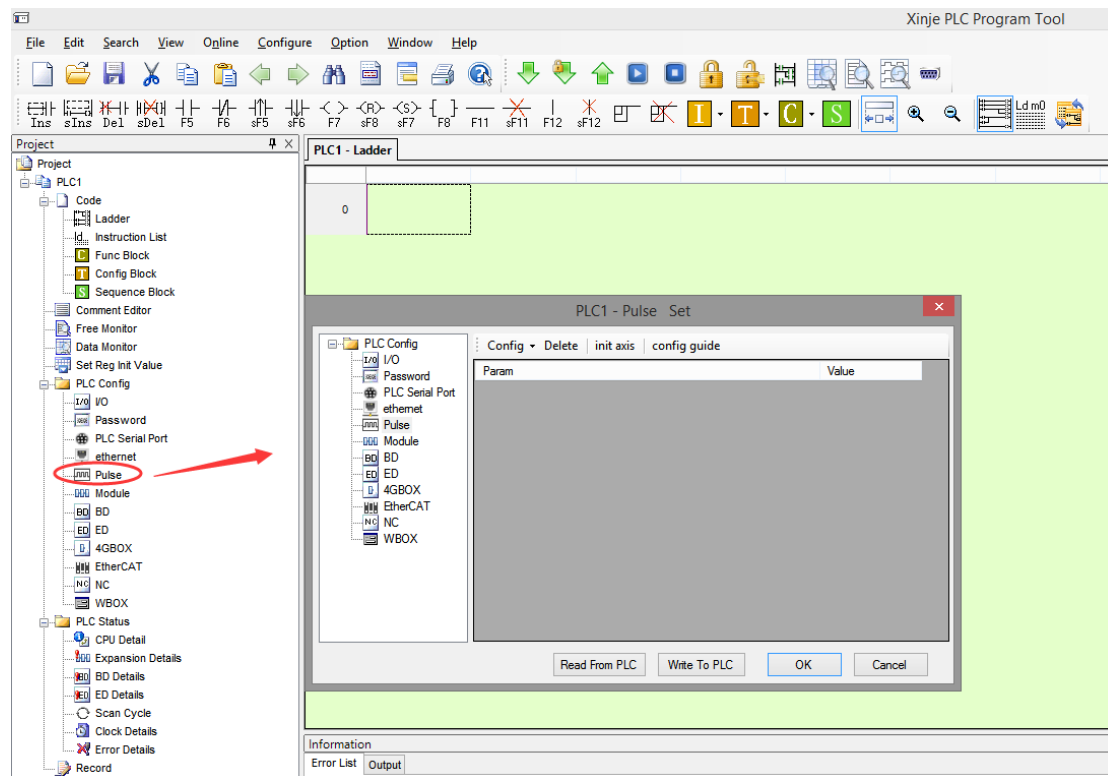 Xinje PLC Program Tool
File Edit Search View Online Configure Option Window Help
Ins sIns Del sDel F5 F6 sF5 sF6 F7 sF8 sF7 F8 F11 sF11 F12 sF12 I T C S Ld m0
Project
PLC1 - Ladder
Project
PLC1
Code
Ladder
Instruction List
Func Block
Config Block
Sequence Block
Comment Editor
Free Monitor
Data Monitor
Set Reg Init Value
PLC Config
I/O
Password
PLC Serial Port
ethernet
Pulse
Module
BD
ED
4GBOX
EtherCAT
NC
WBOX
PLC Status
CPU Detail
Expansion Details
BD Details
ED Details
Scan Cycle
Clock Details
Error Details
Record
0
PLC1 - Pulse Set
PLC Config
I/O
Password
PLC Serial Port
ethernet
Pulse
Module
BD
ED
4GBOX
EtherCAT
NC
WBOX
Config Delete init axis config guide
Param Value
Read From PLC Write To PLC OK Cancel
Information
Error List Output